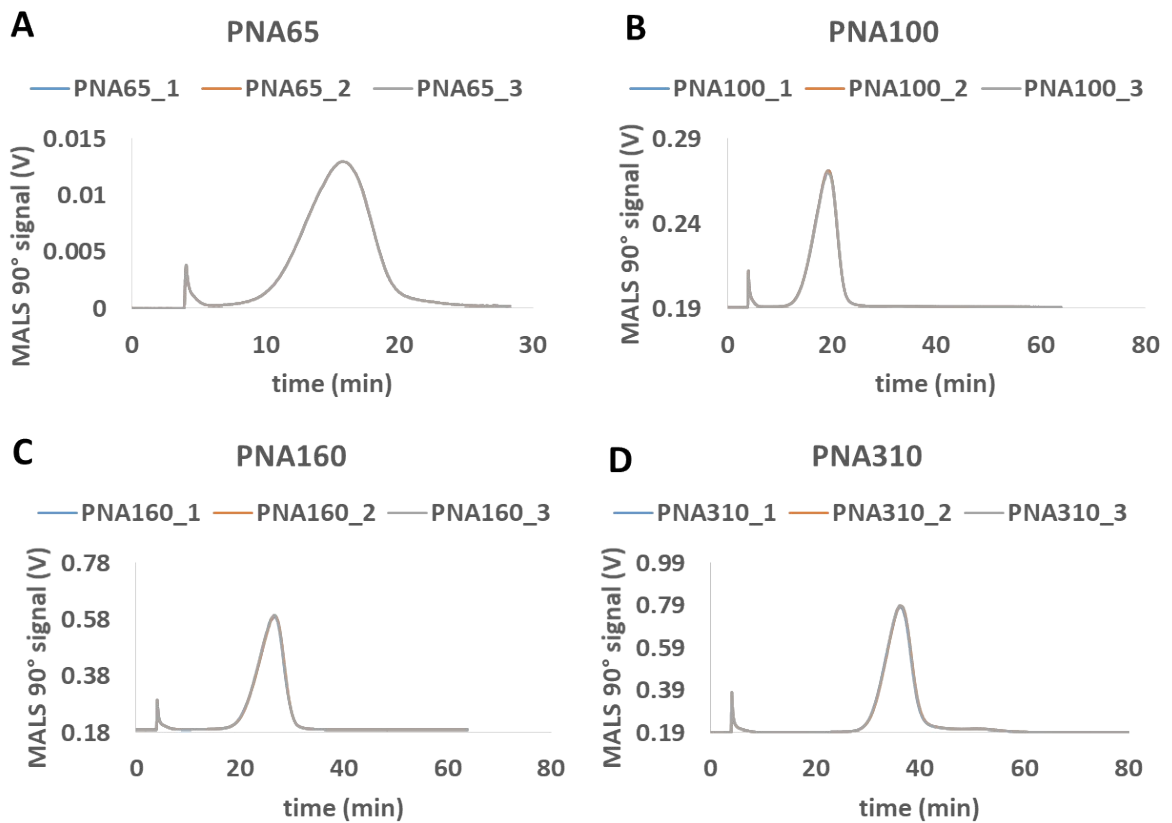 A
PNA65
PNA65_1 PNA65_2 PNA65_3
MALS 90° signal (V)
0.015
0.01
0.005
0
0 10 20 30
time (min)
B
PNA100
PNA100_1 PNA100_2 PNA100_3
MALS 90° signal (V)
0.29
0.24
0.19
0 20 40 60 80
time (min)
C
PNA160
PNA160_1 PNA160_2 PNA160_3
MALS 90° signal (V)
0.78
0.58
0.38
0.18
0 20 40 60 80
time (min)
D
PNA310
PNA310_1 PNA310_2 PNA310_3
MALS 90° signal (V)
0.99
0.79
0.59
0.39
0.19
0 20 40 60 80
time (min)